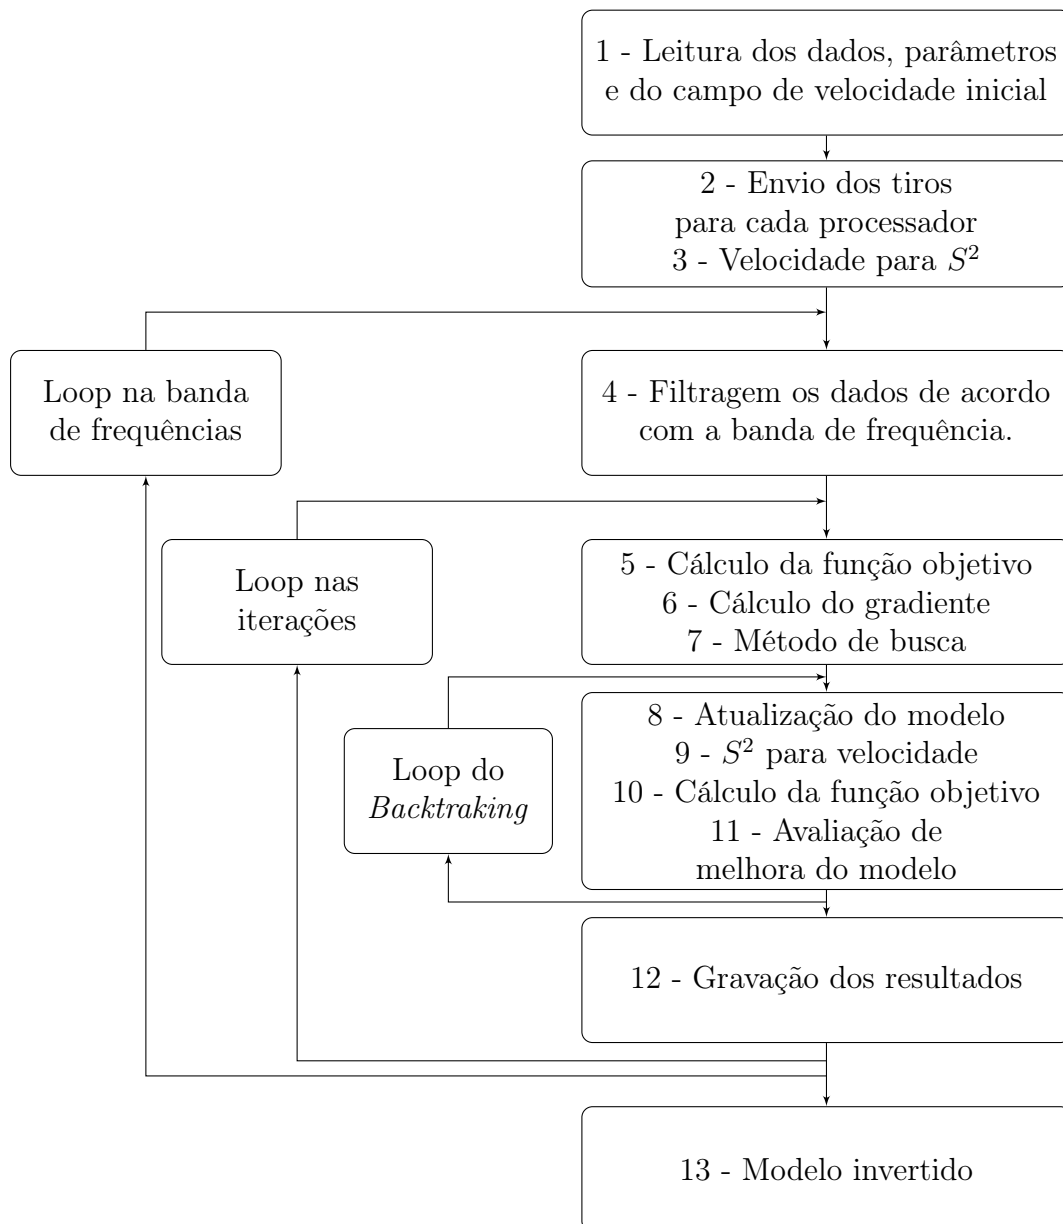 1 - Leitura dos dados, parâmetros
e do campo de velocidade inicial
2 - Envio dos tiros
para cada processador
3 - Velocidade para S²
Loop na banda
de frequências
4 - Filtragem os dados de acordo
com a banda de frequência.
Loop nas
iterações
5 - Cálculo da função objetivo
6 - Cálculo do gradiente
7 - Método de busca
Loop do
Backtraking
8 - Atualização do modelo
9 - S² para velocidade
10 - Cálculo da função objetivo
11 - Avaliação de
melhora do modelo
12 - Gravação dos resultados
13 - Modelo invertido